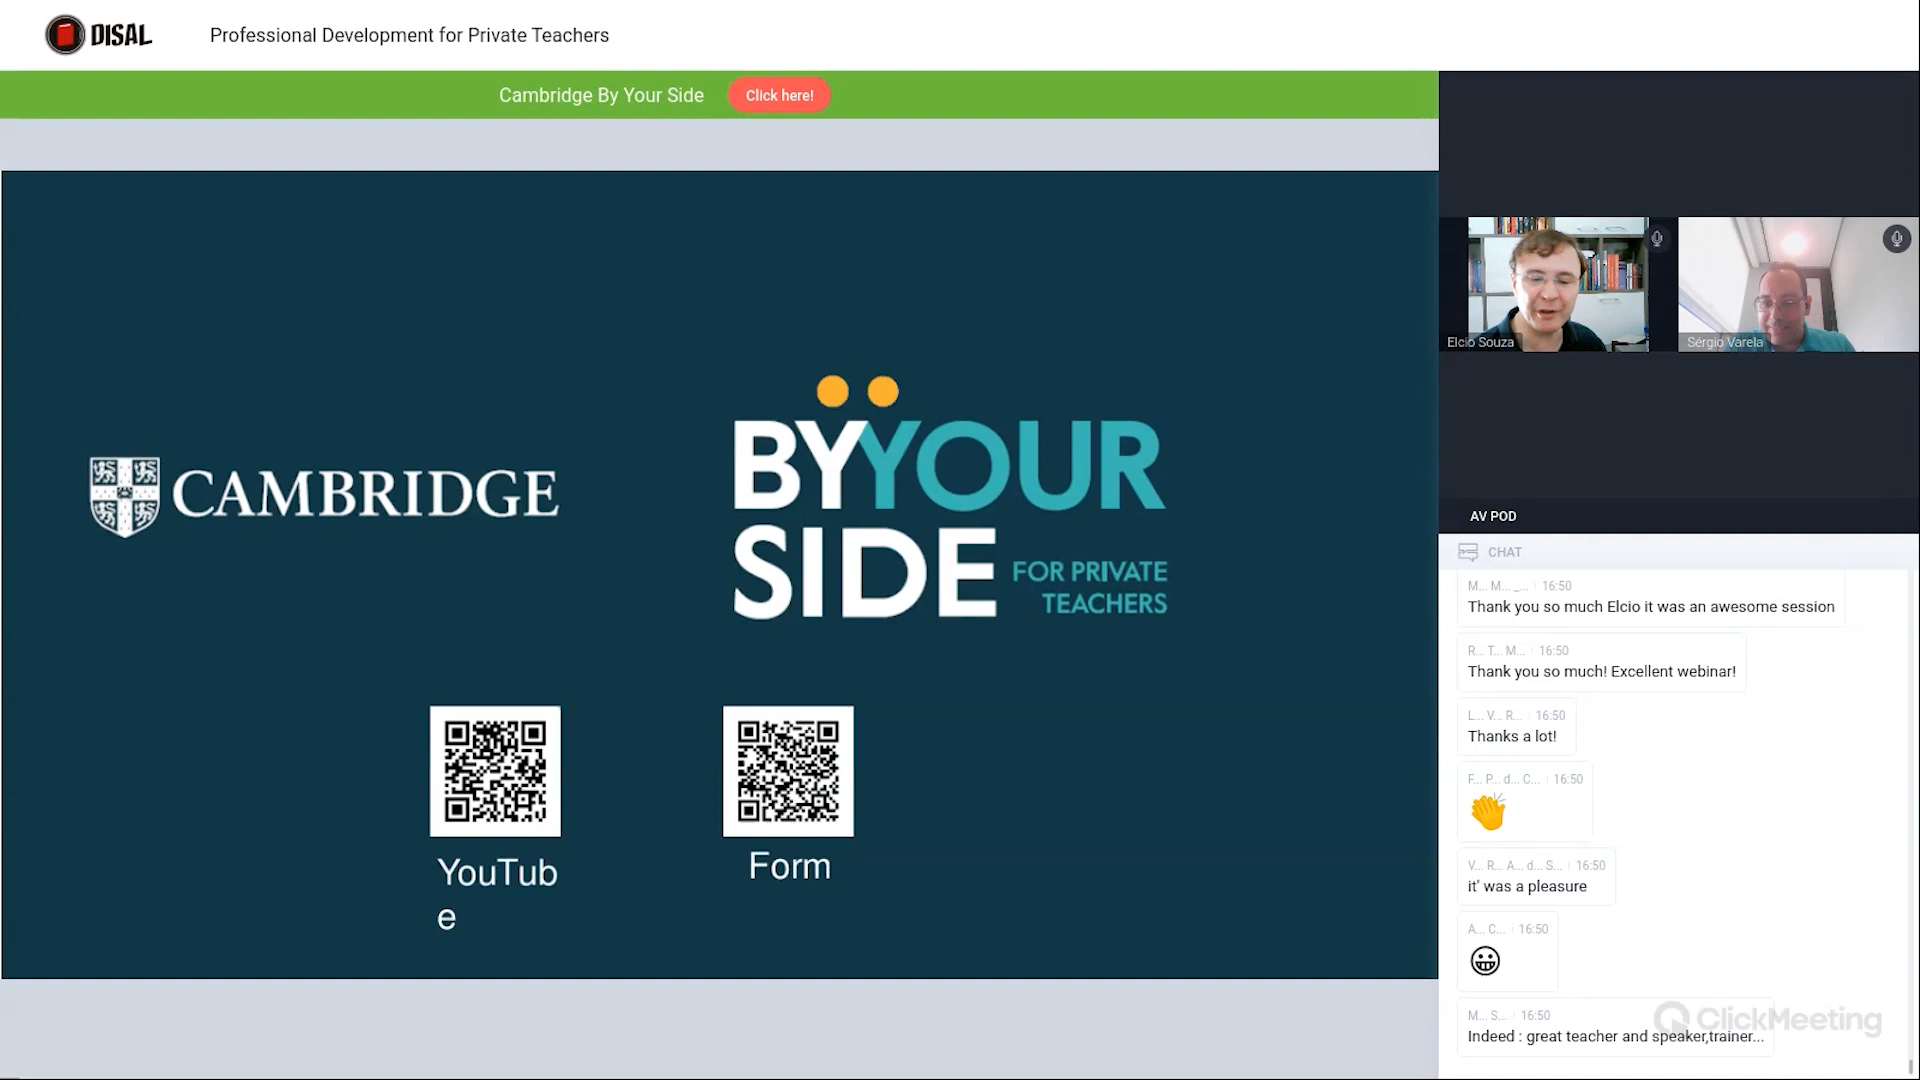 DISAL
Professional Development for Private Teachers
Cambridge By Your Side
Click here!
CAMBRIDGE
BYYOUR
SIDE
FOR PRIVATE
TEACHERS
YouTub
e
Form
Elcio Souza
Sérgio Varela
AV POD
CHAT
M... M... _... 16:50
Thank you so much Elcio it was an awesome session
R... T... M... 16:50
Thank you so much! Excellent webinar!
L... V... R... 16:50
Thanks a lot!
F... P... d... C... 16:50
👏
V... R... A... d... S... 16:50
it' was a pleasure
A... C... 16:50
😀
M... S... 16:50
Indeed : great teacher and speaker,trainer...
ClickMeeting